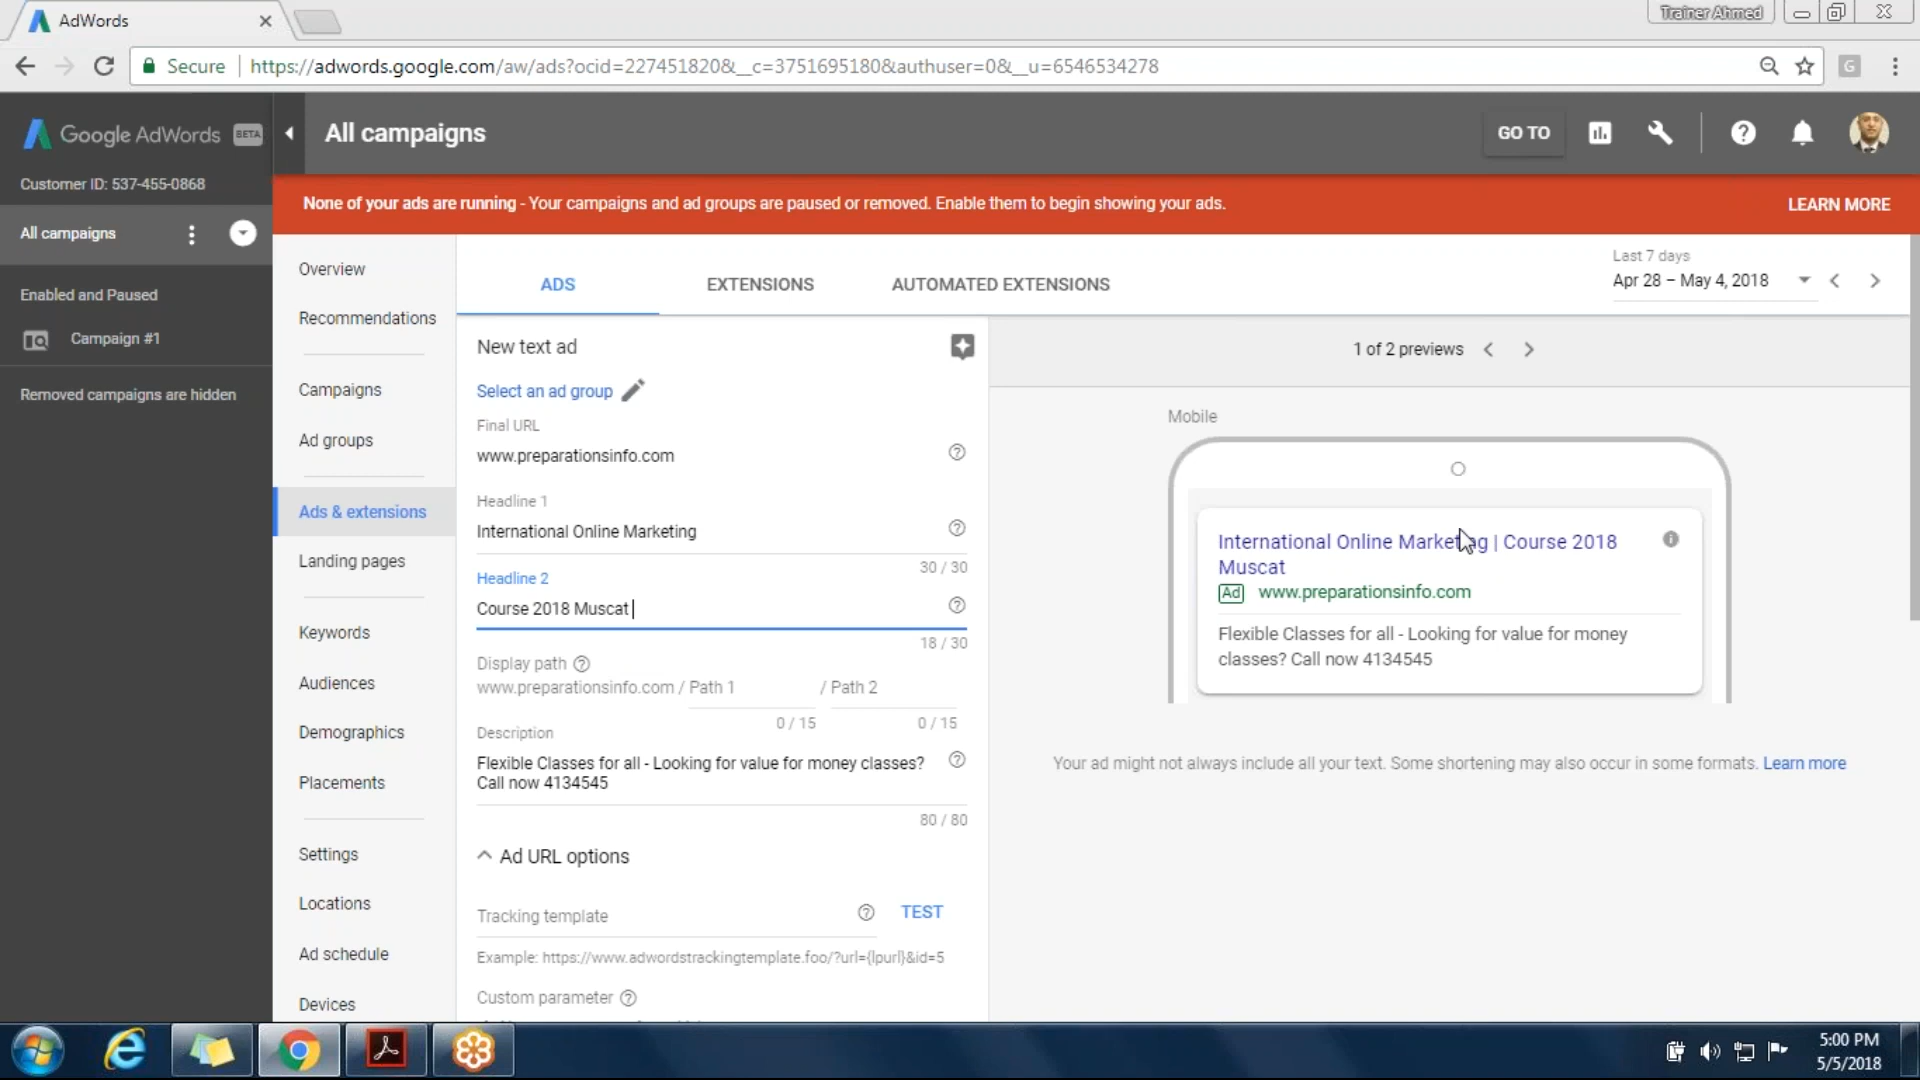 AdWords
Trainer Ahmed
Secure
https://adwords.google.com/aw/ads?ocid=227451820&__c=3751695180&authuser=0&__u=6546534278
G
Google AdWords BETA
All campaigns
GO TO
Customer ID: 537-455-0868
None of your ads are running - Your campaigns and ad groups are paused or removed. Enable them to begin showing your ads.
LEARN MORE
All campaigns
Enabled and Paused
Campaign #1
Removed campaigns are hidden
Overview
Recommendations
Campaigns
Ad groups
Ads & extensions
Landing pages
Keywords
Audiences
Demographics
Placements
Settings
Locations
Ad schedule
Devices
ADS
EXTENSIONS
AUTOMATED EXTENSIONS
Last 7 days
Apr 28 – May 4, 2018
New text ad
Select an ad group
Final URL
www.preparationsinfo.com
Headline 1
International Online Marketing
30 / 30
Headline 2
Course 2018 Muscat
18 / 30
Display path
www.preparationsinfo.com / Path 1 / Path 2
0 / 15 0 / 15
Description
Flexible Classes for all - Looking for value for money classes?
Call now 4134545
80 / 80
Ad URL options
Tracking template
TEST
Example: https://www.adwordstrackingtemplate.foo/?url={lpurl}&id=5
Custom parameter
1 of 2 previews
Mobile
International Online Marketing | Course 2018
Muscat
Ad www.preparationsinfo.com
Flexible Classes for all - Looking for value for money
classes? Call now 4134545
Your ad might not always include all your text. Some shortening may also occur in some formats. Learn more
5:00 PM
5/5/2018